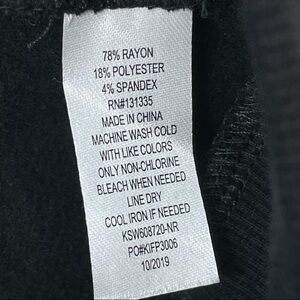 78% RAYON
18% POLYESTER
4% SPANDEX
RN#131335
MADE IN CHINA
MACHINE WASH COLD
WITH LIKE COLORS
ONLY NON-CHLORINE
BLEACH WHEN NEEDED
LINE DRY
COOL IRON IF NEEDED
KSW608720-NR
PO#KIFP3006
10/2019